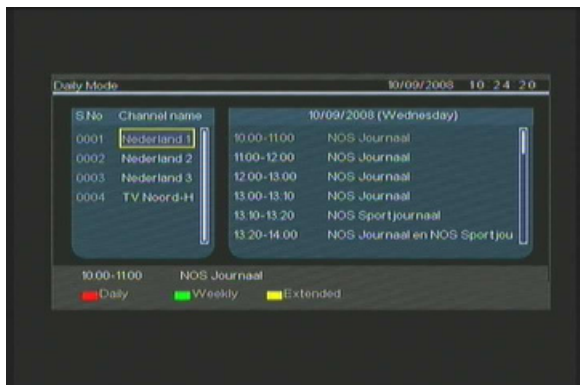 Daily Mode 10/09/2008 10 24 20
S.No Channel name
0001 Nederland 1
0002 Nederland 2
0003 Nederland 3
0004 TV Noord-H
10/09/2008 (Wednesday)
10:00-11:00 NOS Journaal
11:00-12:00 NOS Journaal
12:00-13:00 NOS Journaal
13:00-13:10 NOS Journaal
13:10-13:20 NOS Sportjournaal
13:20-14:00 NOS Journaal en NOS Sportjou
10:00-11:00 NOS Journaal
Daily Weekly Extended